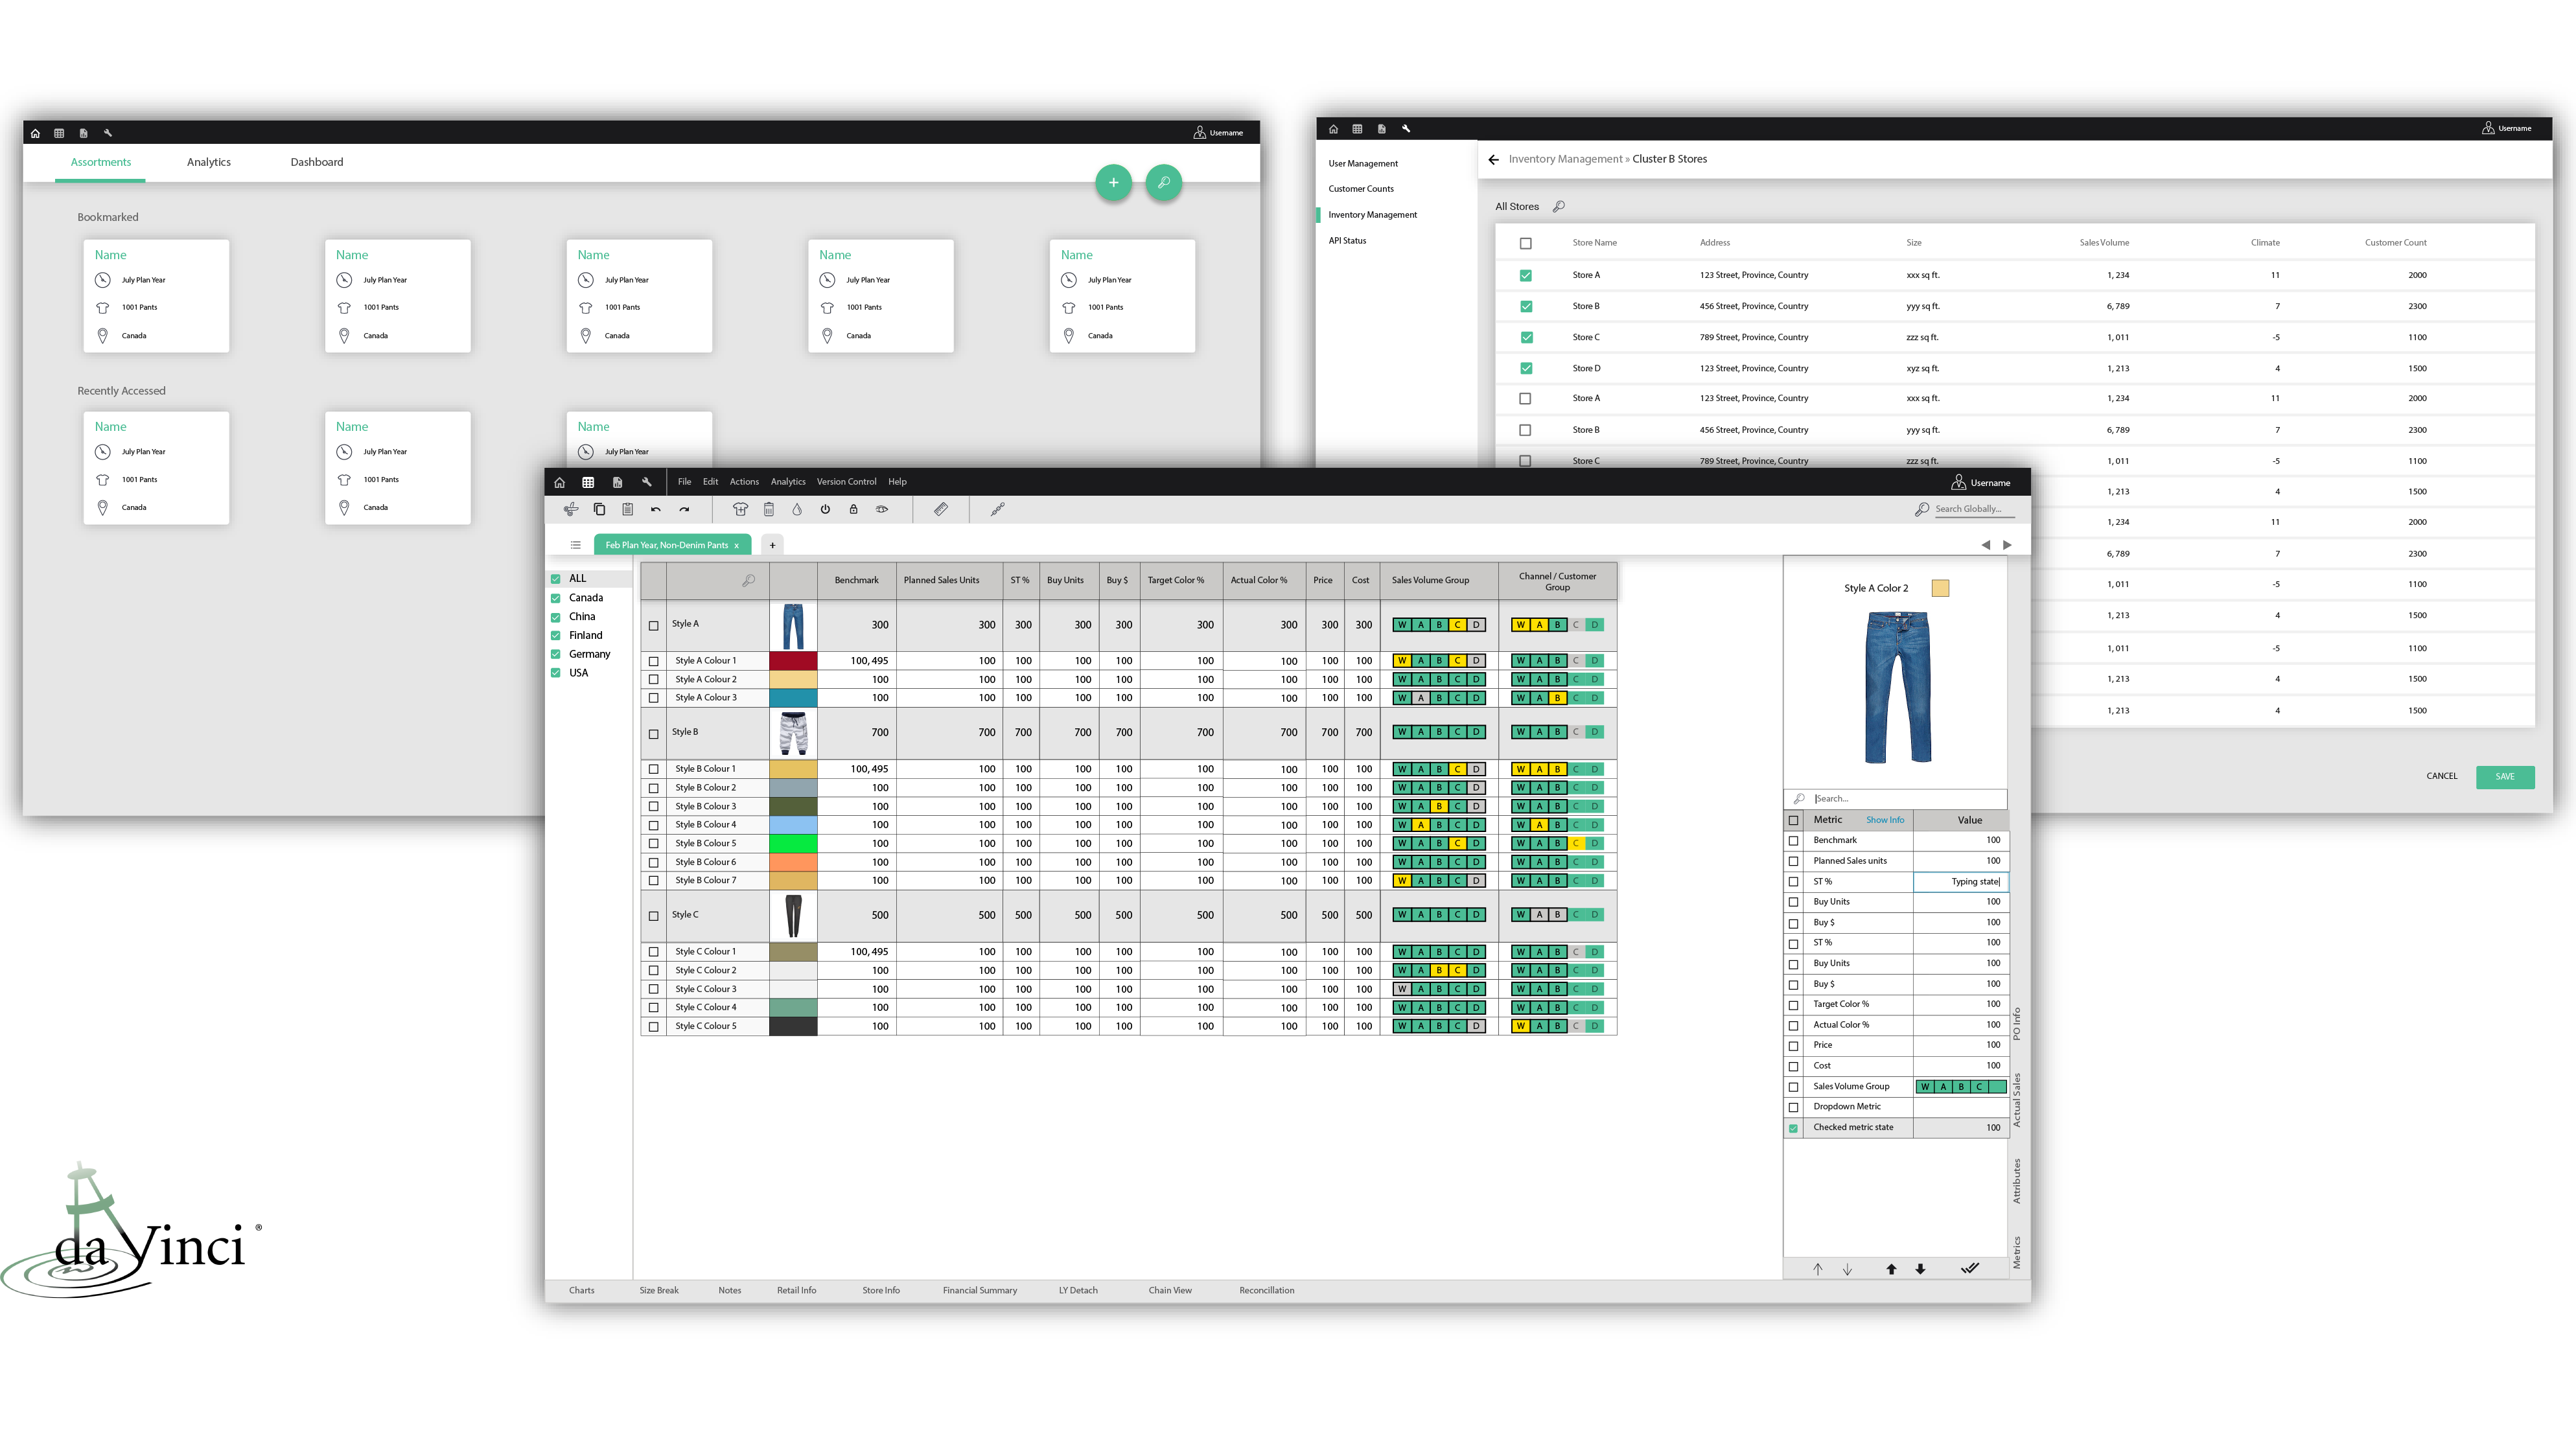 Username
Assortments Analytics Dashboard
Bookmarked
Name Name Name Name Name
July Plan Year July Plan Year July Plan Year July Plan Year July Plan Year
1001 Pants 1001 Pants 1001 Pants 1001 Pants 1001 Pants
Canada Canada Canada Canada Canada
Recently Accessed
Name Name Name
July Plan Year July Plan Year July Plan Year
1001 Pants 1001 Pants
Canada Canada
Username
User Management
Customer Counts
Inventory Management
API Status
Inventory Management » Cluster B Stores
All Stores
Store Name Address Size Sales Volume Climate Customer Count
Store A 123 Street, Province, Country xxx sq ft. 1, 234 11 2000
Store B 456 Street, Province, Country yyy sq ft. 6, 789 7 2300
Store C 789 Street, Province, Country zzz sq ft. 1, 011 -5 1100
Store D 123 Street, Province, Country xyz sq ft. 1, 213 4 1500
Store A 123 Street, Province, Country xxx sq ft. 1, 234 11 2000
Store B 456 Street, Province, Country yyy sq ft. 6, 789 7 2300
Store C 789 Street, Province, Country zzz sq ft. 1, 011 -5 1100
1, 213 4 1500
1, 234 11 2000
6, 789 7 2300
1, 011 -5 1100
1, 213 4 1500
1, 011 -5 1100
1, 213 4 1500
1, 213 4 1500
CANCEL SAVE
File Edit Actions Analytics Version Control Help Username
Search Globally...
Feb Plan Year, Non-Denim Pants x +
ALL
Canada
China
Finland
Germany
USA
Benchmark Planned Sales Units ST % Buy Units Buy $ Target Color % Actual Color % Price Cost Sales Volume Group Channel / Customer
Group
Style A 300 300 300 300 300 300 300 300 300 W A B C D W A B C D
Style A Colour 1 100, 495 100 100 100 100 100 100 100 100 W A B C D W A B C D
Style A Colour 2 100 100 100 100 100 100 100 100 100 W A B C D W A B C D
Style A Colour 3 100 100 100 100 100 100 100 100 100 W A B C D W A B C D
Style B 700 700 700 700 700 700 700 700 700 W A B C D W A B C D
Style B Colour 1 100, 495 100 100 100 100 100 100 100 100 W A B C D W A B C D
Style B Colour 2 100 100 100 100 100 100 100 100 100 W A B C D W A B C D
Style B Colour 3 100 100 100 100 100 100 100 100 100 W A B C D W A B C D
Style B Colour 4 100 100 100 100 100 100 100 100 100 W A B C D W A B C D
Style B Colour 5 100 100 100 100 100 100 100 100 100 W A B C D W A B C D
Style B Colour 6 100 100 100 100 100 100 100 100 100 W A B C D W A B C D
Style B Colour 7 100 100 100 100 100 100 100 100 100 W A B C D W A B C D
Style C 500 500 500 500 500 500 500 500 500 W A B C D W A B C D
Style C Colour 1 100, 495 100 100 100 100 100 100 100 100 W A B C D W A B C D
Style C Colour 2 100 100 100 100 100 100 100 100 100 W A B C D W A B C D
Style C Colour 3 100 100 100 100 100 100 100 100 100 W A B C D W A B C D
Style C Colour 4 100 100 100 100 100 100 100 100 100 W A B C D W A B C D
Style C Colour 5 100 100 100 100 100 100 100 100 100 W A B C D W A B C D
Style A Color 2
Search...
Metric Show Info Value
Benchmark 100
Planned Sales units 100
ST % Typing state
Buy Units 100
Buy $ 100
ST % 100
Buy Units 100
Buy $ 100
Target Color % 100
Actual Color % 100
Price 100
Cost 100
Sales Volume Group W A B C
Dropdown Metric
Checked metric state 100
PO Info
Actual Sales
Attributes
Metrics
Charts Size Break Notes Retail Info Store Info Financial Summary LY Detach Chain View Reconcillation
da Vinci ®